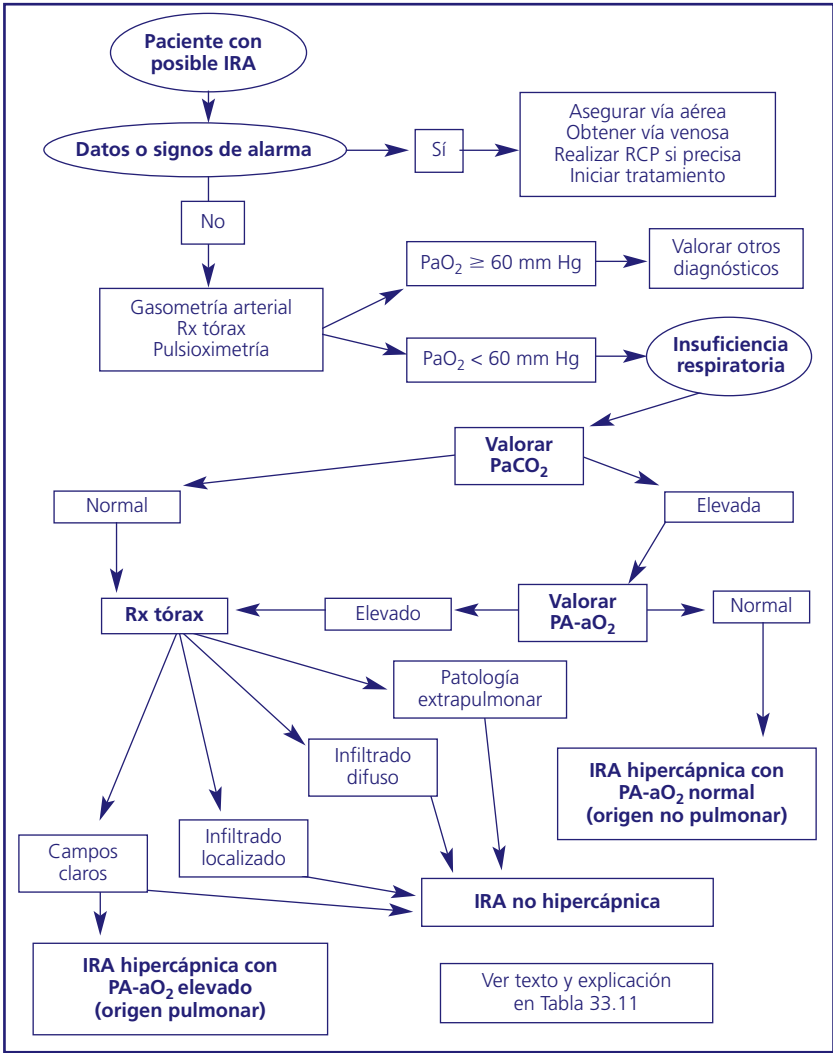 Paciente con
posible IRA
Datos o signos de alarma
Sí
Asegurar vía aérea
Obtener vía venosa
Realizar RCP si precisa
Iniciar tratamiento
No
Gasometría arterial
Rx tórax
Pulsioximetría
PaO₂ ≥ 60 mm Hg
Valorar otros
diagnósticos
PaO₂ < 60 mm Hg
Insuficiencia
respiratoria
Valorar
PaCO₂
Normal
Elevada
Rx tórax
Elevado
Valorar
PA-aO₂
Normal
Patología
extrapulmonar
Infiltrado
difuso
Infiltrado
localizado
Campos
claros
IRA hipercápnica con
PA-aO₂ normal
(origen no pulmonar)
IRA no hipercápnica
IRA hipercápnica con
PA-aO₂ elevado
(origen pulmonar)
Ver texto y explicación
en Tabla 33.11